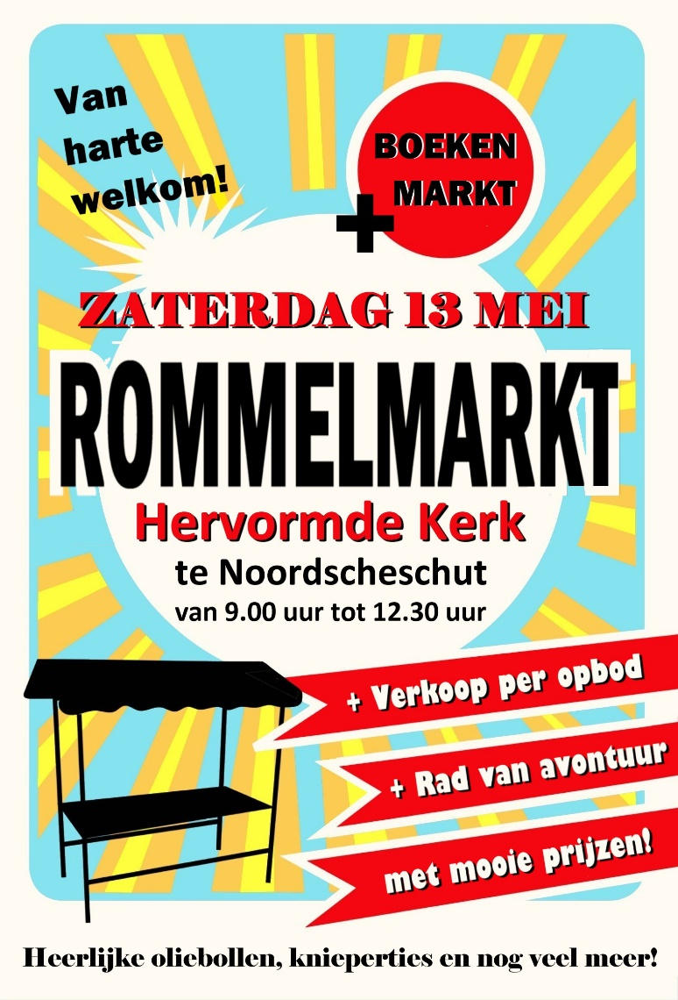 Van
harte
welkom!
BOEKEN
MARKT
+
ZATERDAG 13 MEI
ROMMELMARKT
Hervormde Kerk
te Noordscheschut
van 9.00 uur tot 12.30 uur
+ Verkoop per opbod
+ Rad van avontuur
met mooie prijzen!
Heerlijke oliebollen, knieperties en nog veel meer!